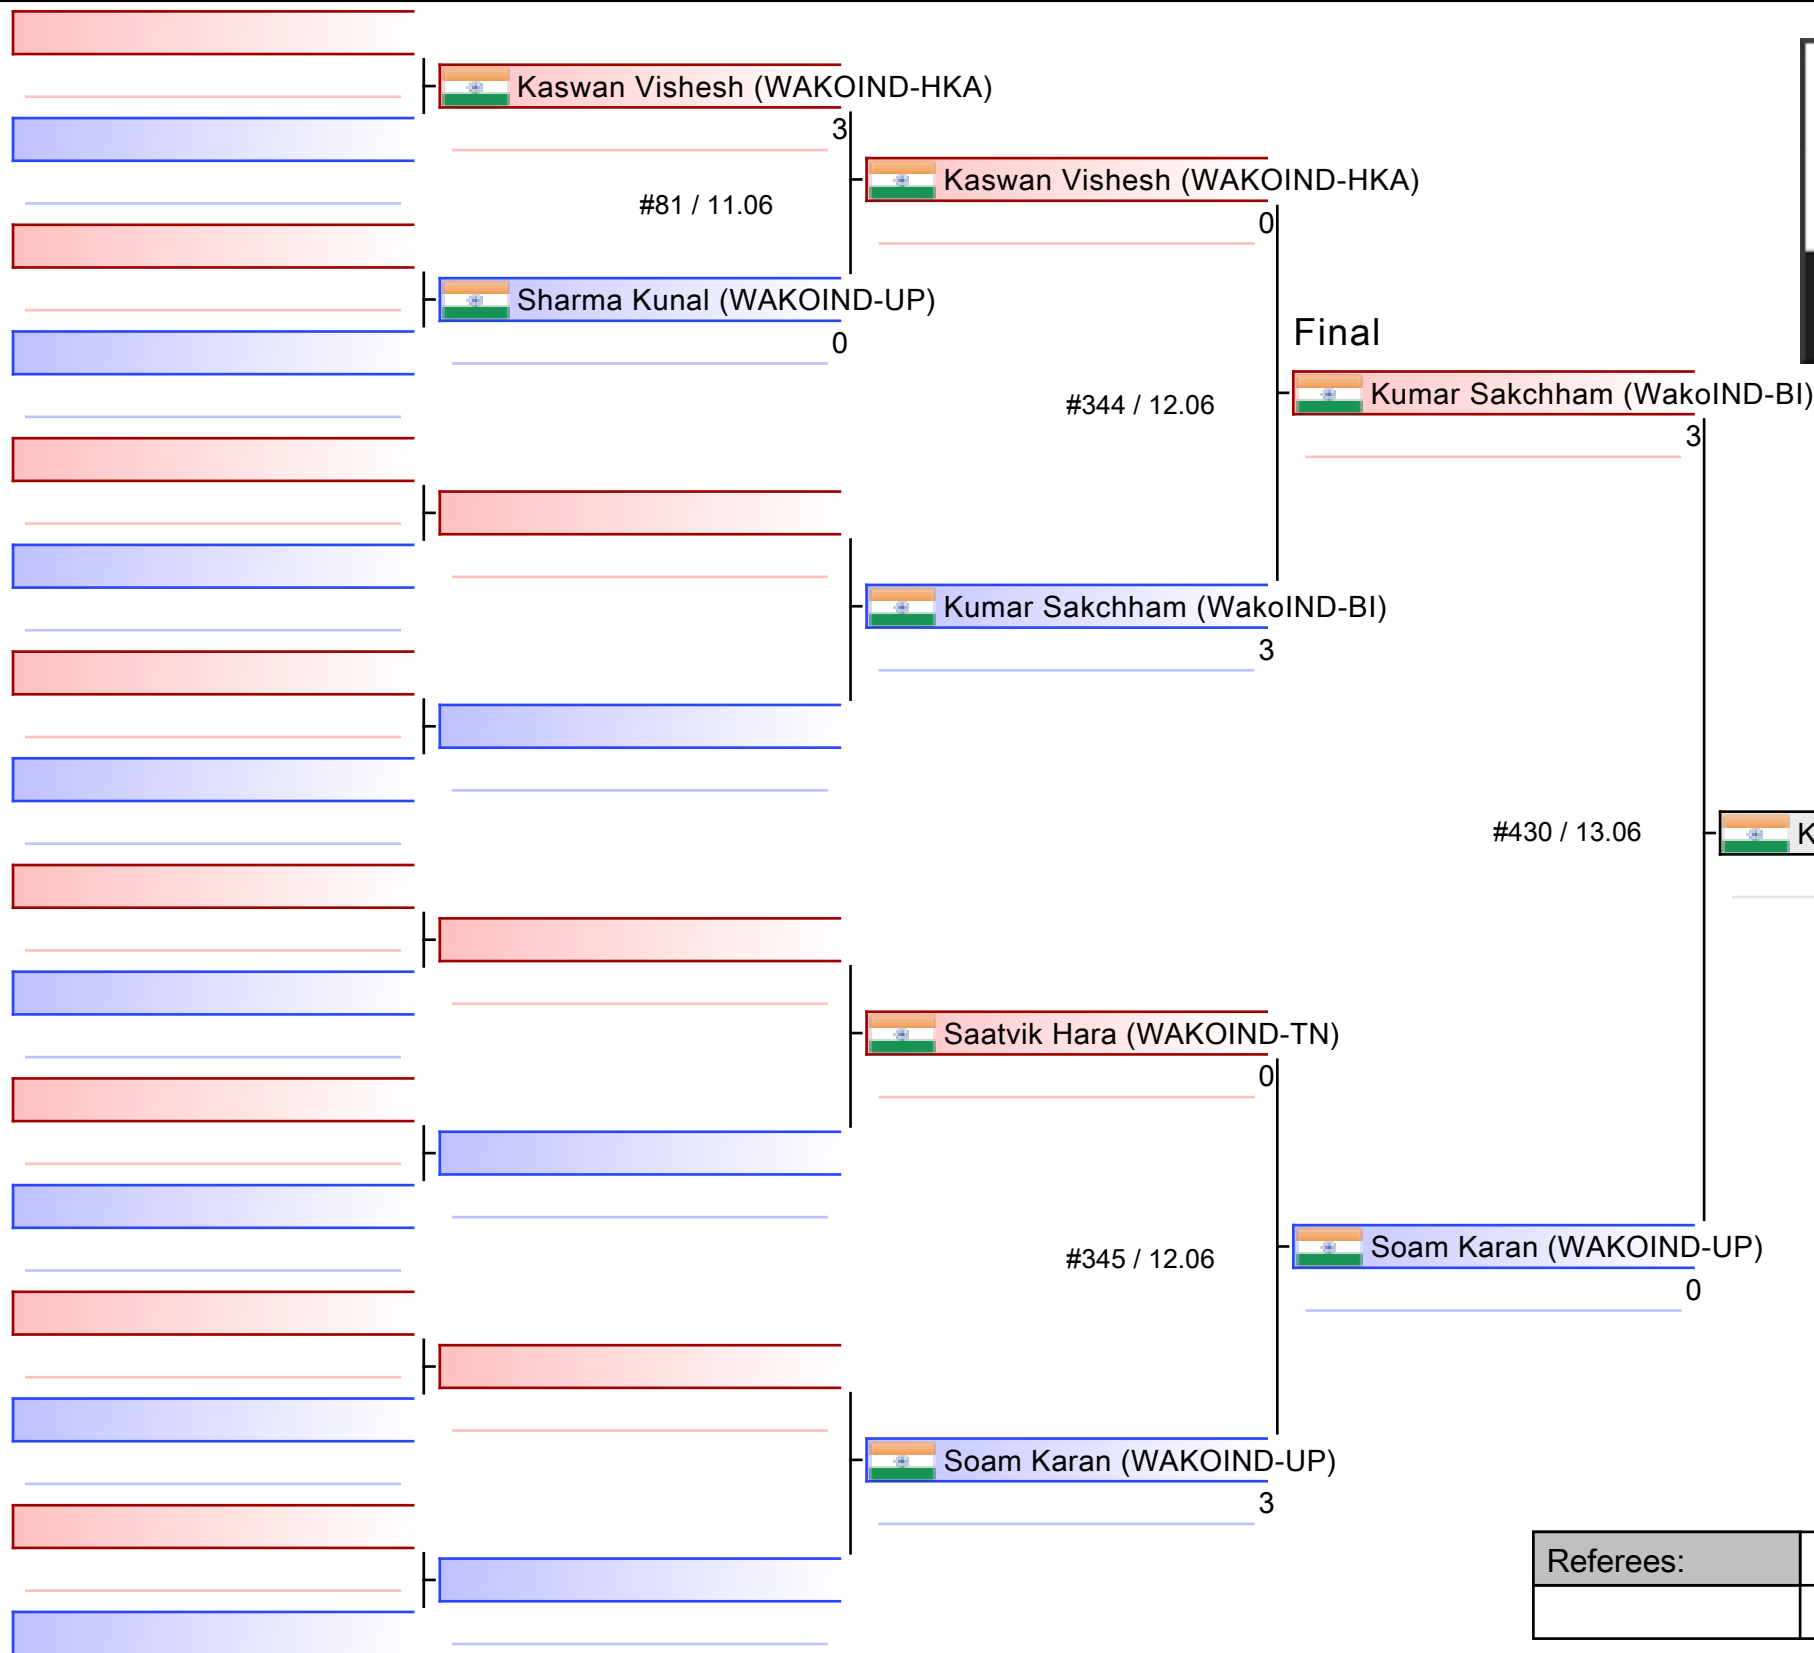 Kaswan Vishesh (WAKOIND-HKA)
3
Kaswan Vishesh (WAKOIND-HKA)
#81 / 11.06
0
Sharma Kunal (WAKOIND-UP)
0
Final
Kumar Sakchham (WakoIND-BI)
#344 / 12.06
3
Kumar Sakchham (WakoIND-BI)
3
#430 / 13.06
K
Saatvik Hara (WAKOIND-TN)
0
#345 / 12.06
Soam Karan (WAKOIND-UP)
0
Soam Karan (WAKOIND-UP)
3
Referees: